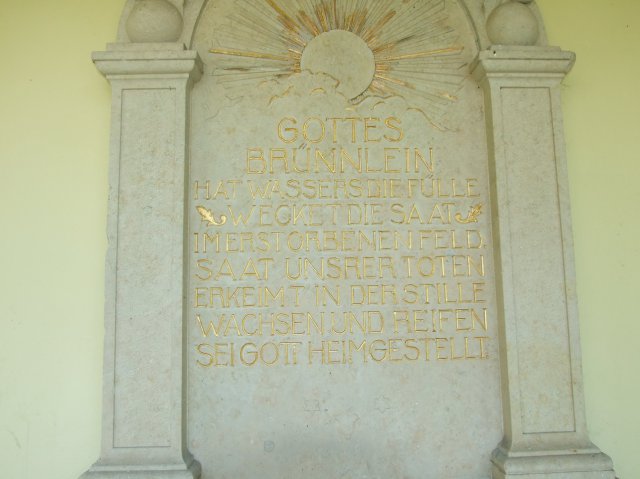 GOTTES
BRÜNNLEIN
HAT WASSERS DIE FÜLLE
WECKET DIE SAAT
IM ERSTORBENEN FELD.
SAAT UNSRER TOTEN
ERKEIMT IN DER STILLE
WACHSEN UND REIFEN
SEI GOTT HEIMGESTELLT.